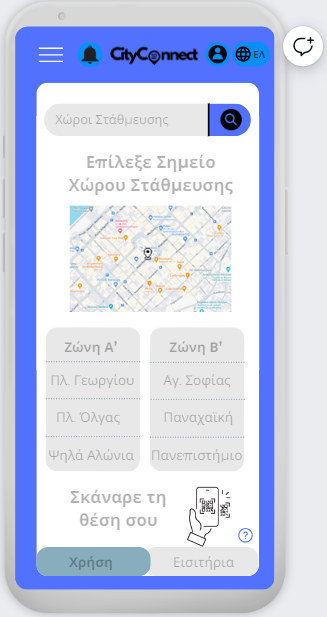 CityConnect
ΕΛ
Χώροι Στάθμευσης
Επίλεξε Σημείο
Χώρου Στάθμευσης
Ζώνη Α'
Ζώνη Β'
Πλ. Γεωργίου
Αγ. Σοφίας
Πλ. Όλγας
Παναχαϊκή
Ψηλά Αλώνια
Πανεπιστήμιο
Σκάναρε τη
θέση σου
?
Χρήση
Εισιτήρια